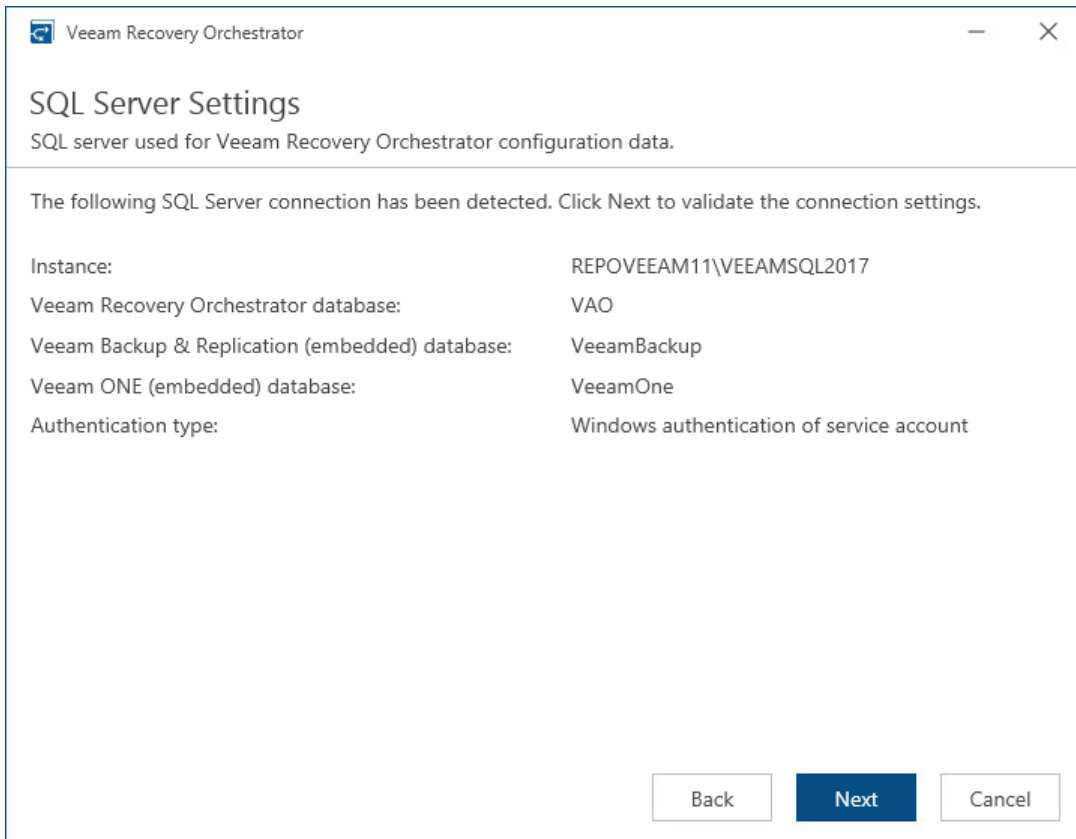 Veeam Recovery Orchestrator
SQL Server Settings
SQL server used for Veeam Recovery Orchestrator configuration data.
The following SQL Server connection has been detected. Click Next to validate the connection settings.
Instance: REPOVEEAM11\VEEAMSQL2017
Veeam Recovery Orchestrator database: VAO
Veeam Backup & Replication (embedded) database: VeeamBackup
Veeam ONE (embedded) database: VeeamOne
Authentication type: Windows authentication of service account
Back Next Cancel